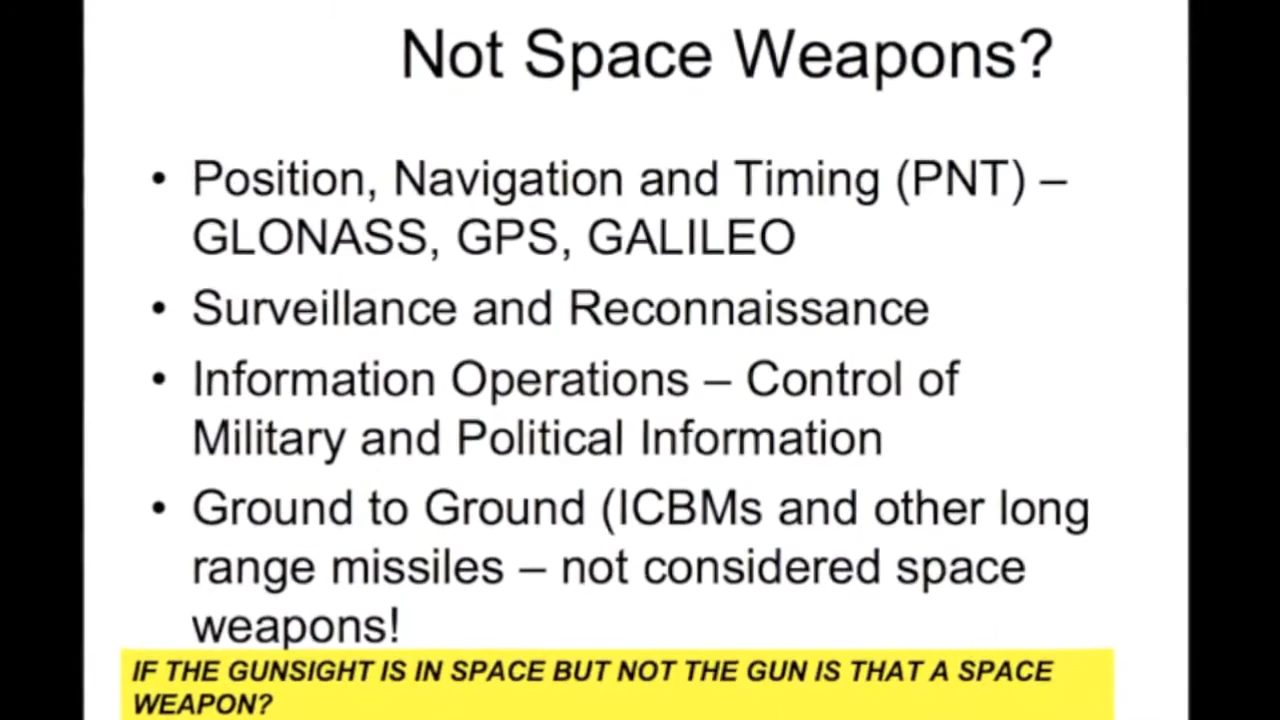 Not Space Weapons?
• Position, Navigation and Timing (PNT) –
GLONASS, GPS, GALILEO
• Surveillance and Reconnaissance
• Information Operations – Control of
Military and Political Information
• Ground to Ground (ICBMs and other long
range missiles – not considered space
weapons!
IF THE GUNSIGHT IS IN SPACE BUT NOT THE GUN IS THAT A SPACE
WEAPON?